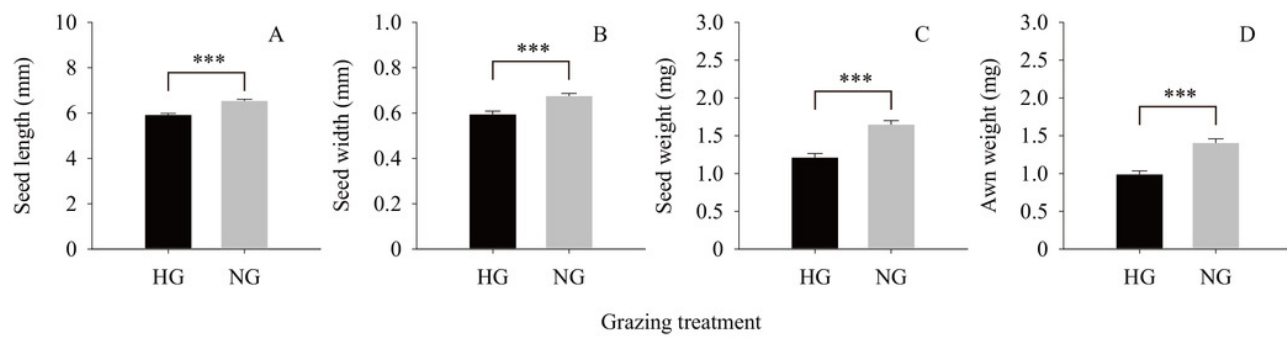 A
Seed length (mm)
10
8
6
4
2
0
***
HG NG
B
Seed width (mm)
1.0
0.8
0.6
0.4
0.2
0
***
HG NG
C
Seed weight (mg)
3.0
2.5
2.0
1.5
1.0
0.5
0
***
HG NG
D
Awn weight (mg)
3.0
2.5
2.0
1.5
1.0
0.5
0
***
HG NG
Grazing treatment